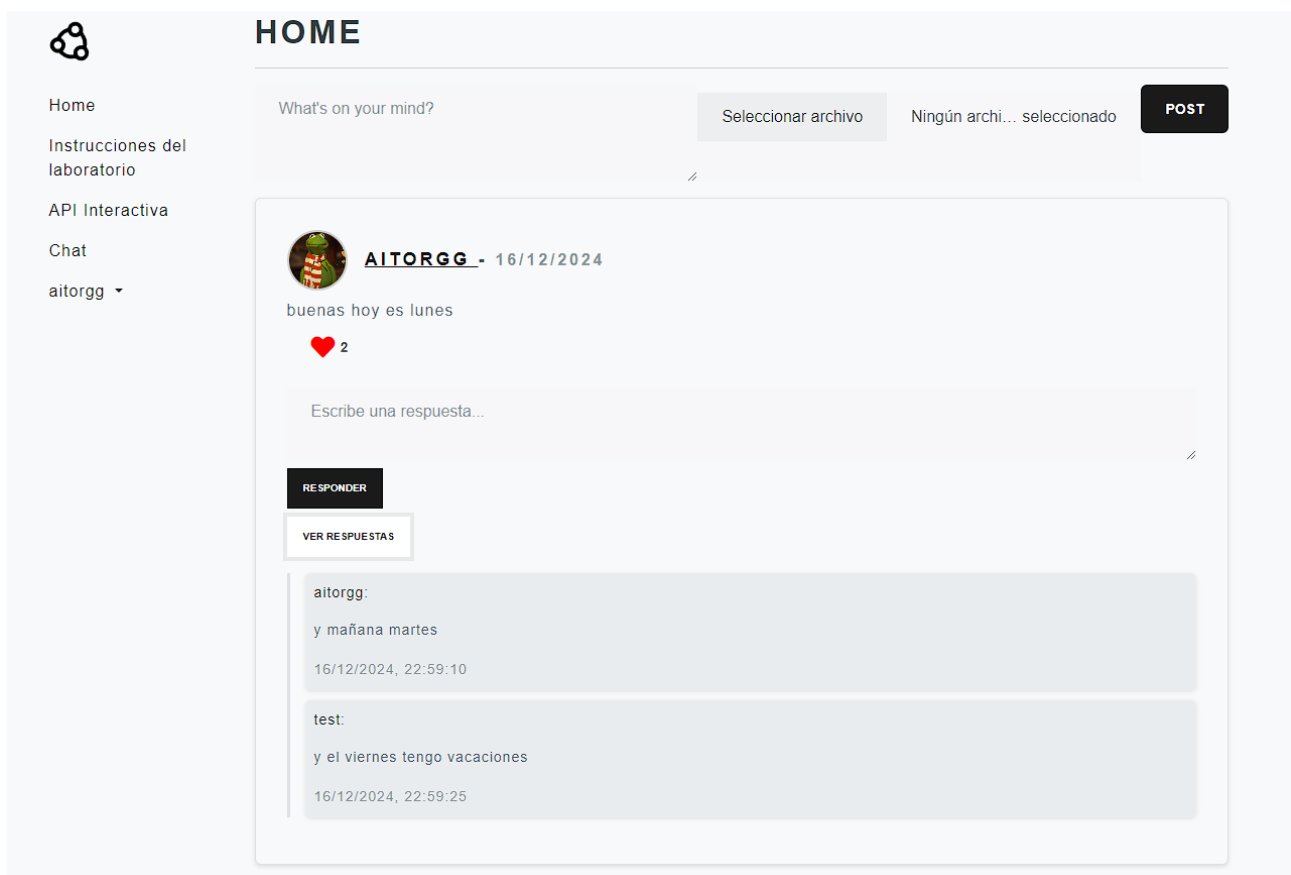 HOME
Home
Instrucciones del
laboratorio
API Interactiva
Chat
aitorgg
What's on your mind?
Seleccionar archivo
Ningún archi... seleccionado
POST
AITORGG - 16/12/2024
buenas hoy es lunes
2
Escribe una respuesta...
RESPONDER
VER RESPUESTAS
aitorgg:
y mañana martes
16/12/2024, 22:59:10
test:
y el viernes tengo vacaciones
16/12/2024, 22:59:25